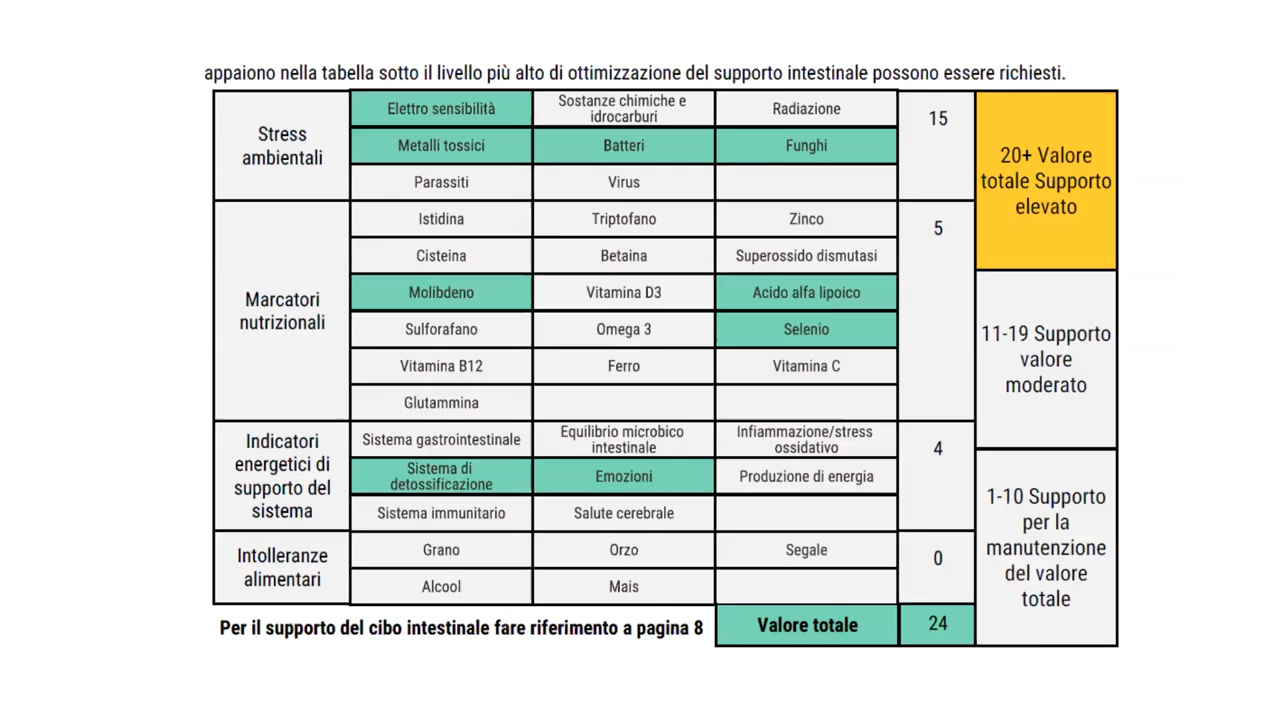 appaiono nella tabella sotto il livello più alto di ottimizzazione del supporto intestinale possono essere richiesti.
Stress
ambientali
Elettro sensibilità
Sostanze chimiche e
idrocarburi
Radiazione
Metalli tossici
Batteri
Funghi
Parassiti
Virus
15
Marcatori
nutrizionali
Istidina
Triptofano
Zinco
Cisteina
Betaina
Superossido dismutasi
Molibdeno
Vitamina D3
Acido alfa lipoico
Sulforafano
Omega 3
Selenio
Vitamina B12
Ferro
Vitamina C
Glutammina
5
Indicatori
energetici di
supporto del
sistema
Sistema gastrointestinale
Equilibrio microbico
intestinale
Infiammazione/stress
ossidativo
Sistema di
detossificazione
Emozioni
Produzione di energia
Sistema immunitario
Salute cerebrale
4
Intolleranze
alimentari
Grano
Orzo
Segale
Alcool
Mais
0
20+ Valore
totale Supporto
elevato
11-19 Supporto
valore
moderato
1-10 Supporto
per la
manutenzione
del valore
totale
Per il supporto del cibo intestinale fare riferimento a pagina 8
Valore totale
24